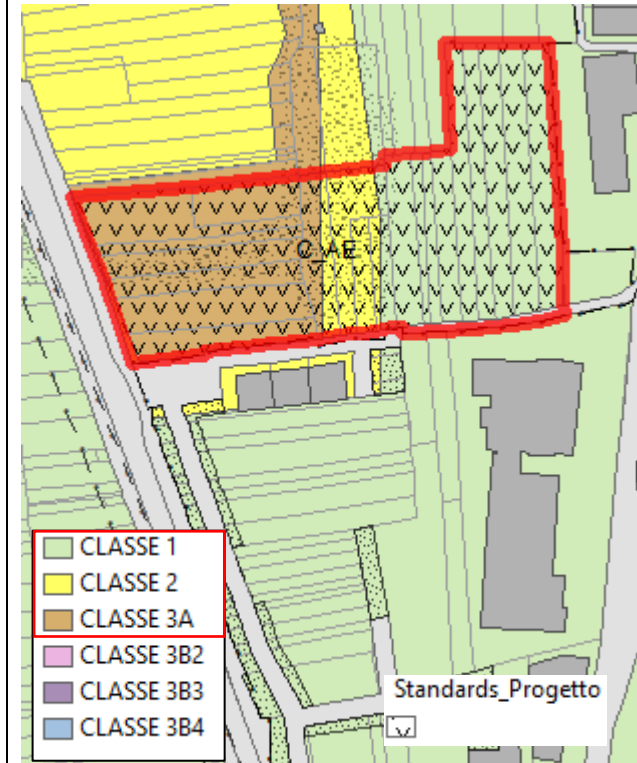 C_AE
CLASSE 1
CLASSE 2
CLASSE 3A
CLASSE 3B2
CLASSE 3B3
CLASSE 3B4
Standards_Progetto